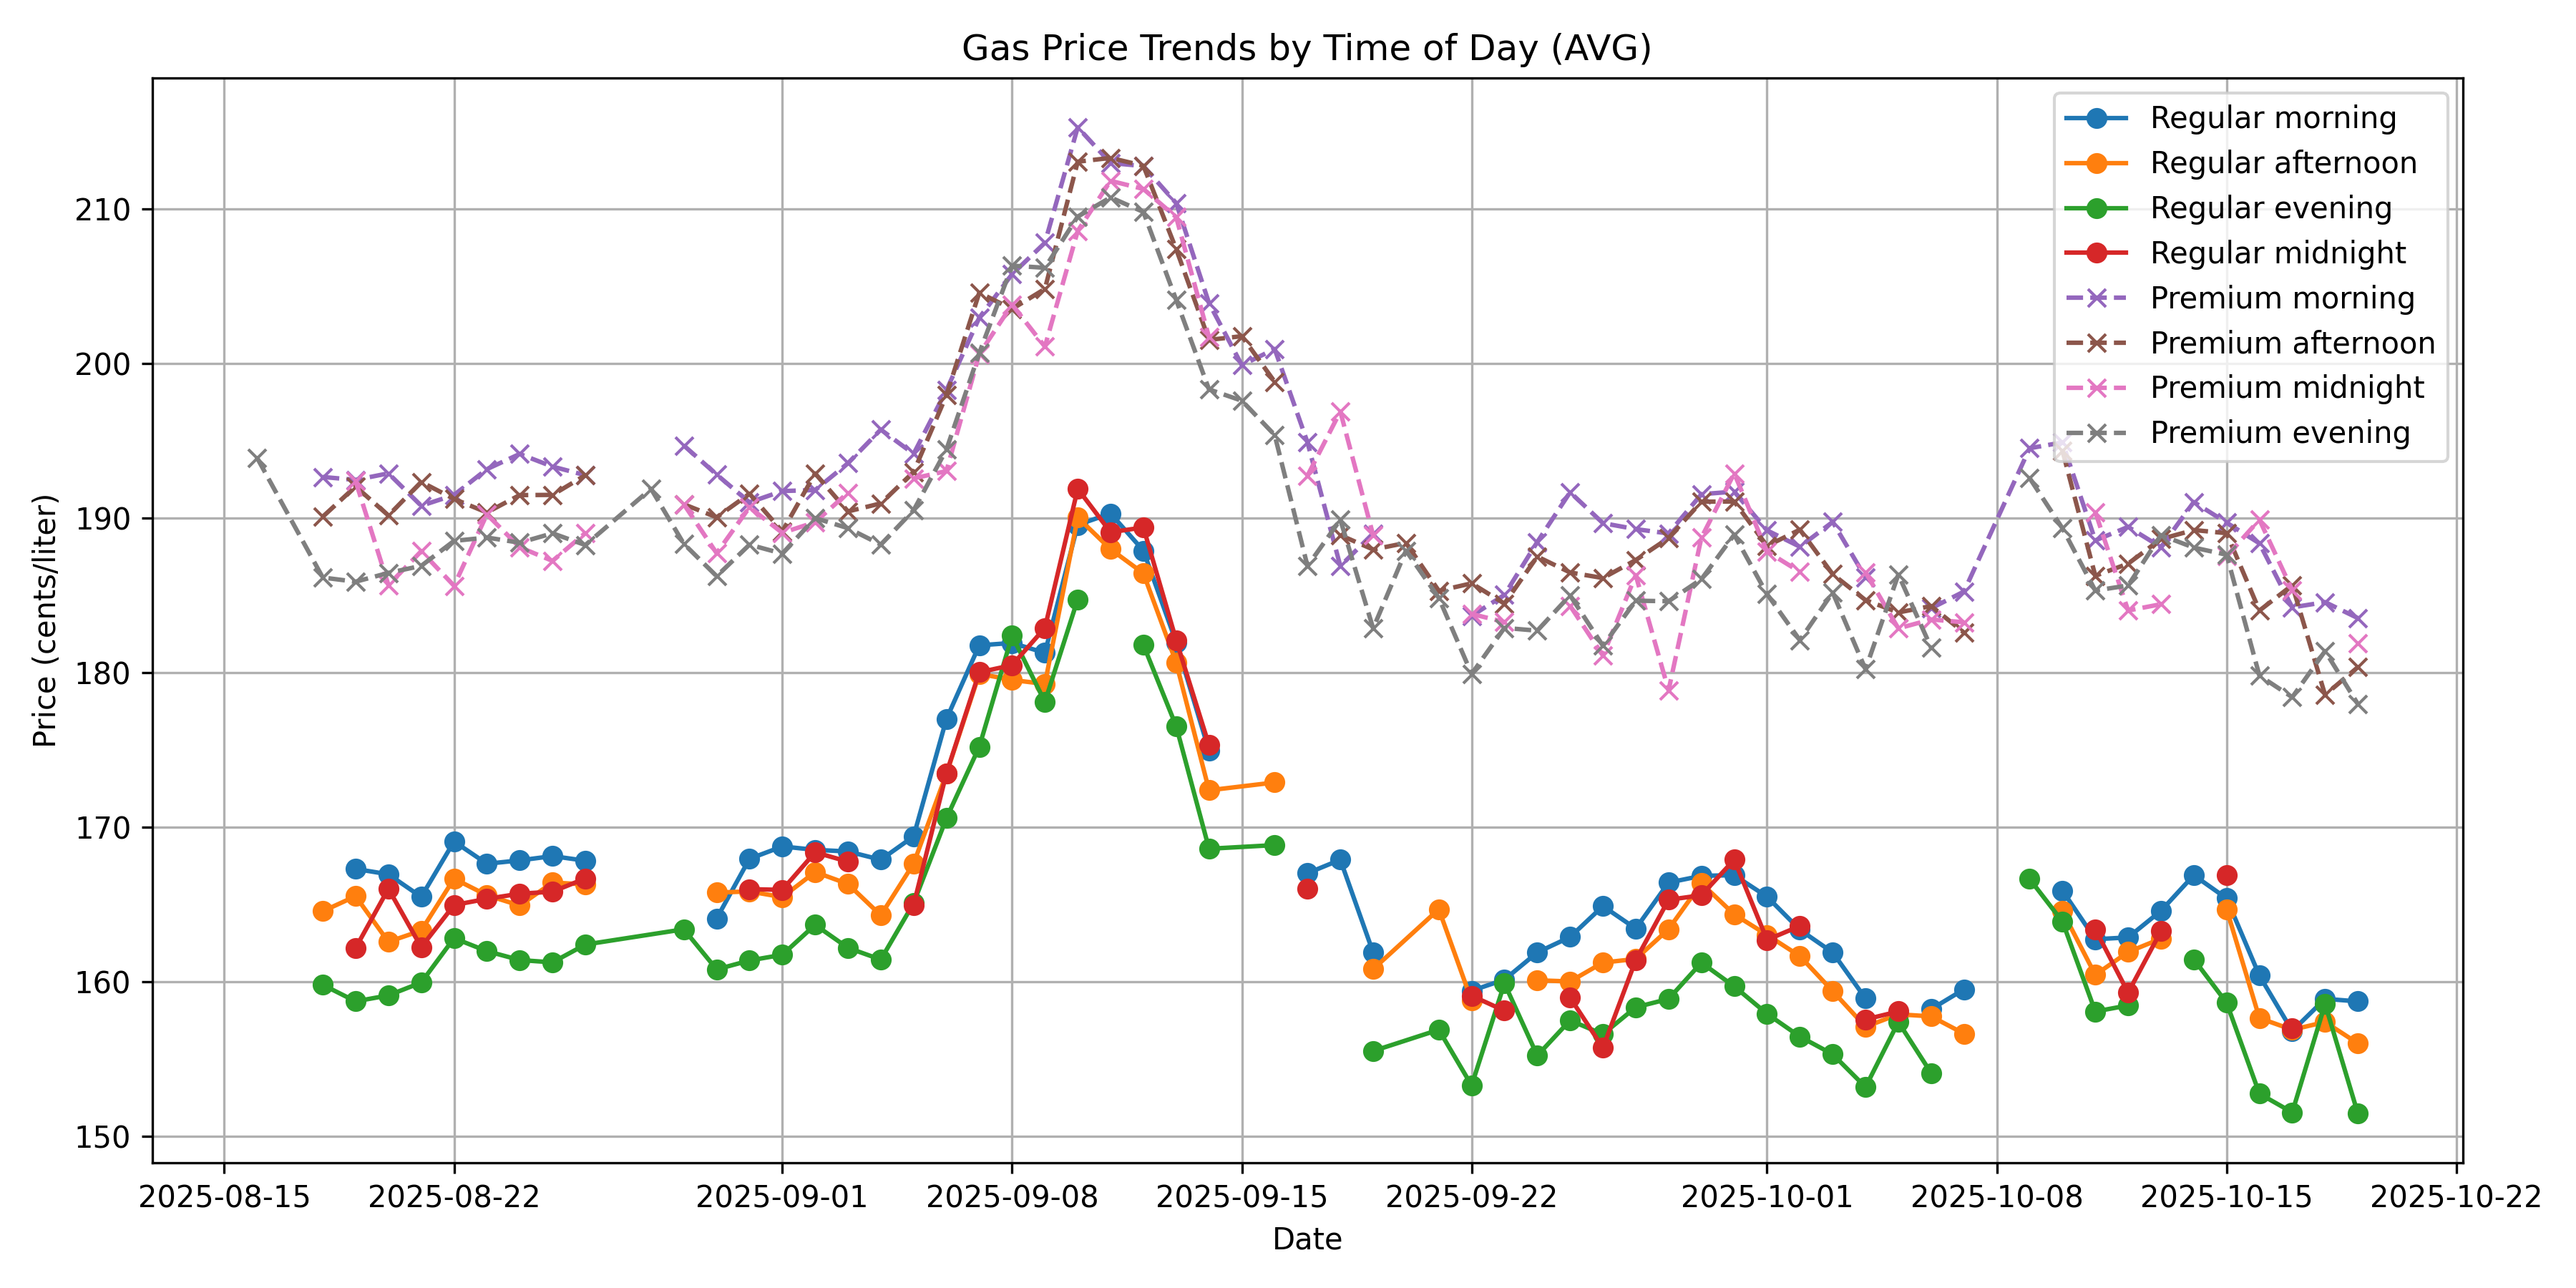 Gas Price Trends by Time of Day (AVG)
Regular morning
Regular afternoon
Regular evening
Regular midnight
Premium morning
Premium afternoon
Premium midnight
Premium evening
Price (cents/liter)
210
200
190
180
170
160
150
2025-08-15 2025-08-22 2025-09-01 2025-09-08 2025-09-15 2025-09-22 2025-10-01 2025-10-08 2025-10-15 2025-10-22
Date